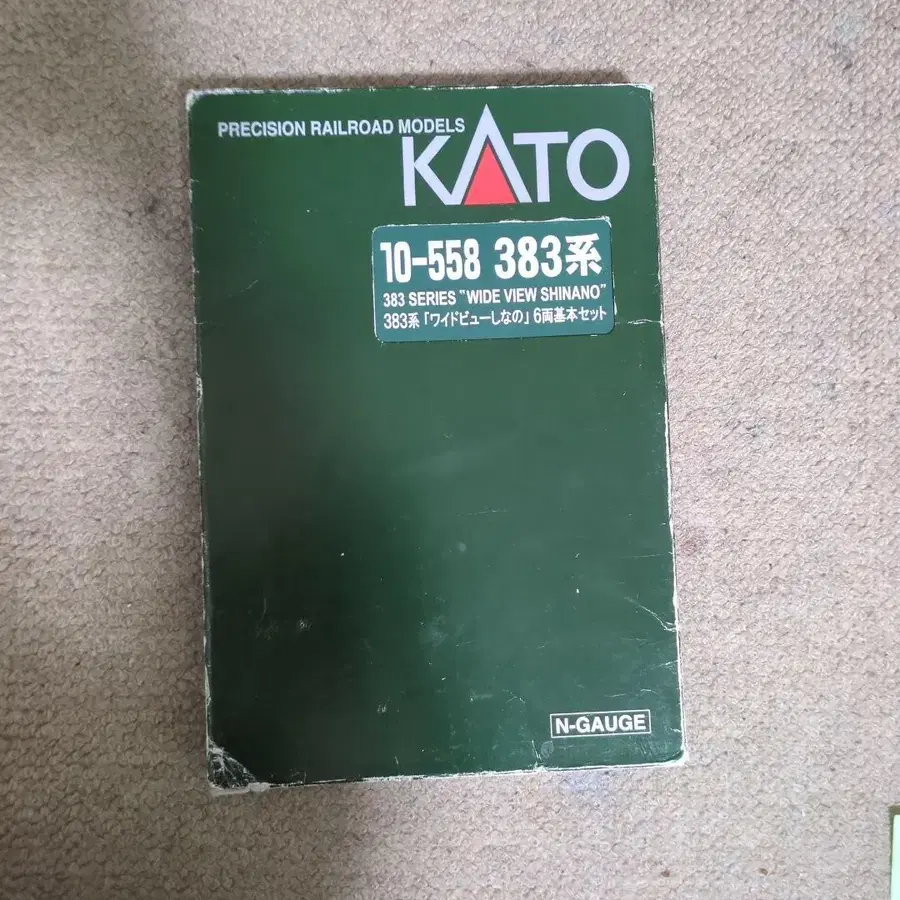 PRECISION RAILROAD MODELS
KATO
10-558 383系
383 SERIES "WIDE VIEW SHINANO"
383系「ワイドビューしなの」6両基本セット
N-GAUGE